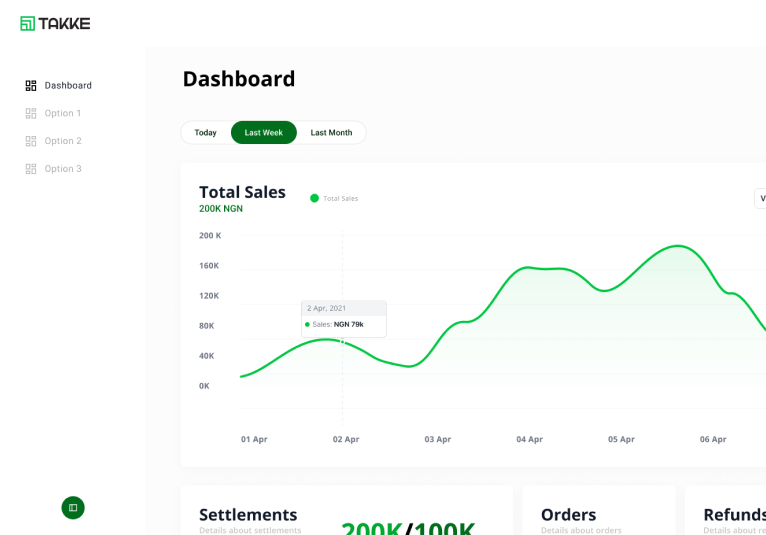 TAKKE
Dashboard
Option 1
Option 2
Option 3
Dashboard
Today Last Week Last Month
Total Sales
200K NGN
Total Sales
V
200 K
160K
120K
80K
40K
0K
2 Apr, 2021
Sales: NGN 79k
01 Apr 02 Apr 03 Apr 04 Apr 05 Apr 06 Apr
Settlements
Details about settlements
200K/100K
Orders
Details about orders
Refunds
Details about re